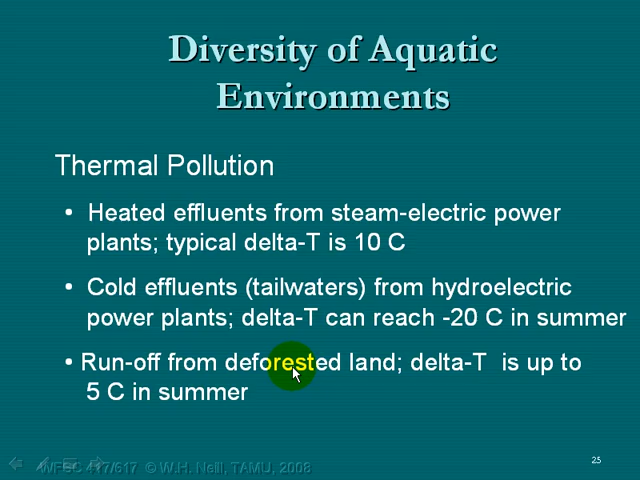 Diversity of Aquatic
Environments
Thermal Pollution
• Heated effluents from steam-electric power
plants; typical delta-T is 10 C
• Cold effluents (tailwaters) from hydroelectric
power plants; delta-T can reach -20 C in summer
• Run-off from deforested land; delta-T is up to
5 C in summer
WFSC 417/617 © W.H. Neill, TAMU, 2008
25